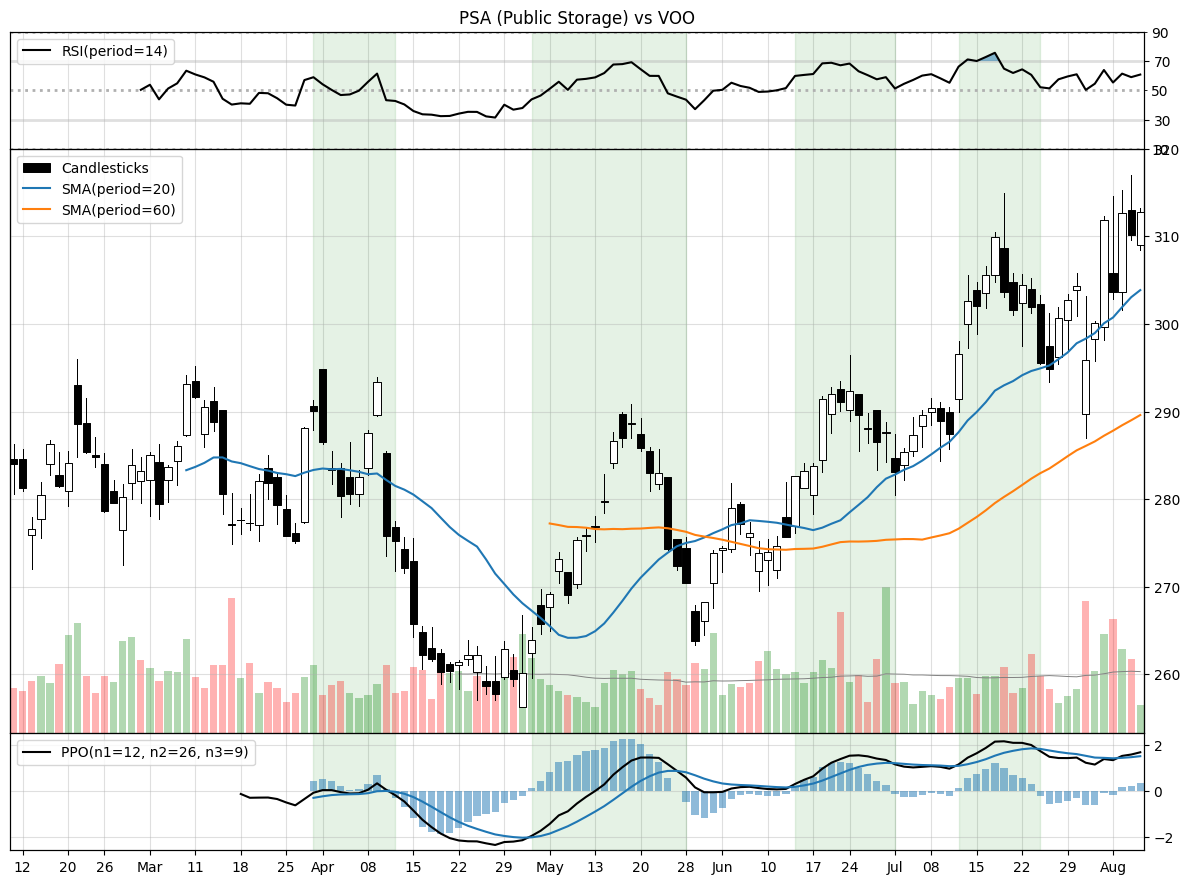 PSA (Public Storage) vs VOO
RSI(period=14)
90
70
50
30
10
Candlesticks
SMA(period=20)
SMA(period=60)
320
310
300
290
280
270
260
PPO(n1=12, n2=26, n3=9)
2
0
−2
12 20 26 Mar 11 18 25 Apr 08 15 22 29 May 13 20 28 Jun 10 17 24 Jul 08 15 22 29 Aug